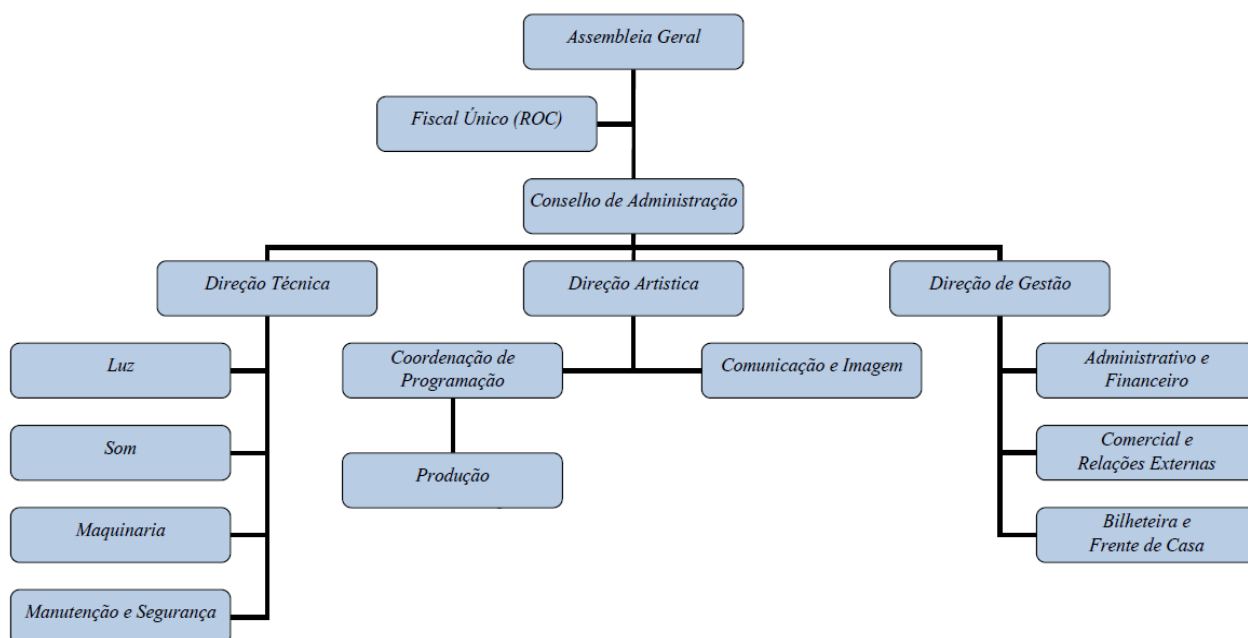 Assembleia Geral
Fiscal Único (ROC)
Conselho de Administração
Direção Técnica
Direção Artistica
Direção de Gestão
Luz
Coordenação de
Programação
Comunicação e Imagem
Administrativo e
Financeiro
Som
Produção
Comercial e
Relações Externas
Maquinaria
Bilheteira e
Frente de Casa
Manutenção e Segurança